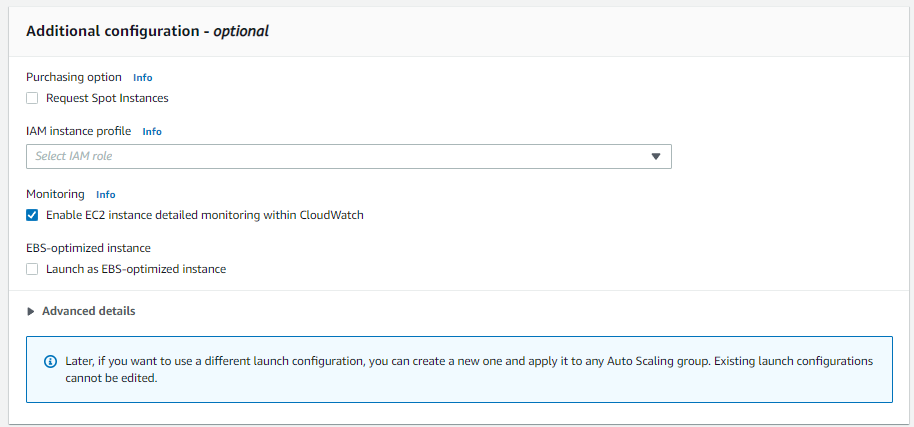 Additional configuration - optional
Purchasing option Info
Request Spot Instances
IAM instance profile Info
Select IAM role
Monitoring Info
Enable EC2 instance detailed monitoring within CloudWatch
EBS-optimized instance
Launch as EBS-optimized instance
Advanced details
Later, if you want to use a different launch configuration, you can create a new one and apply it to any Auto Scaling group. Existing launch configurations
cannot be edited.